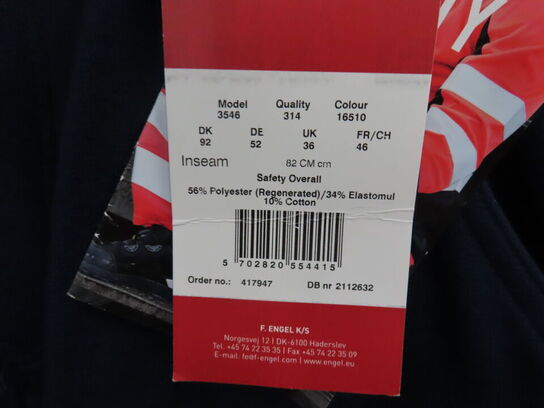 Model Quality Colour
3546 314 16510
DK DE UK FR/CH
92 52 36 46
Inseam 82 CM cm
Safety Overall
56% Polyester (Regenerated)/34% Elastomul
10% Cotton
5 702820 554415
Order no.: 417947 DB nr 2112632
F. ENGEL K/S
Norgesvej 12 | DK-6100 Haderslev
Tel. +45 74 22 35 35 | Fax +45 74 22 35 09
E-mail: fe@f-engel.com | www.engel.eu